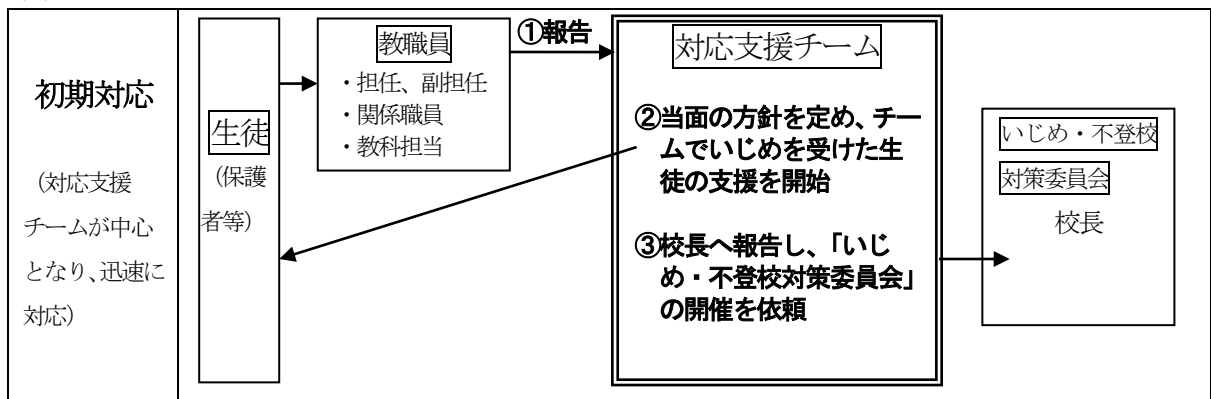 初期対応
(対応支援
チームが中心
となり、迅速に
対応)
生徒
(保護
者等)
教職員
・担任、副担任
・関係職員
・教科担当
①報告
対応支援チーム
②当面の方針を定め、チー
ムでいじめを受けた生
徒の支援を開始
③校長へ報告し、「いじ
め・不登校対策委員会」
の開催を依頼
いじめ・不登校
対策委員会
校長